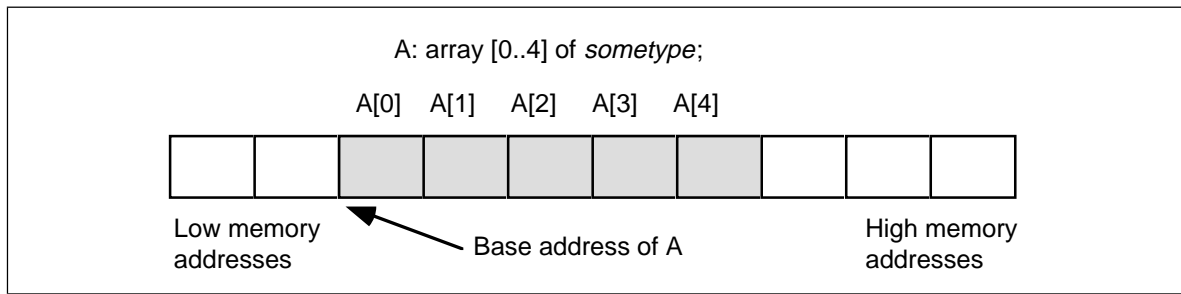 A: array [0..4] of sometype;
A[0] A[1] A[2] A[3] A[4]
Low memory
addresses
Base address of A
High memory
addresses